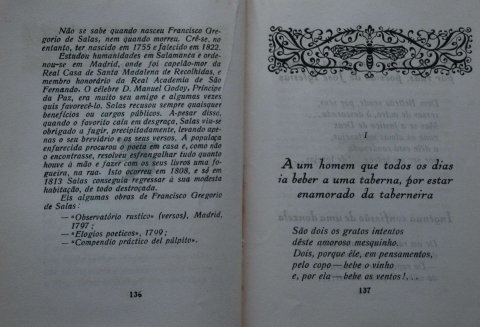 Não se sabe quando nasceu Francisco Gre-
gorio de Salas, nem quando morreu. Crê-se, no
entanto, ter nascido em 1755 e falecido em 1822.
Estudou humanidades em Salamanca e orde-
nou-se em Madrid, onde foi capelão-mor da
Real Casa de Santa Madalena de Recolhidas, e
membro honorário da Real Academia de São
Fernando. O célebre D. Manuel Godoy, Príncipe
da Paz, era muito seu amigo e algumas vezes
quis favorecê-lo. Salas recusou sempre quaisquer
benefícios ou cargos públicos. A-pesar disso,
quando o favorito caiu em desgraça, Salas viu-se
obrigado a fugir, precipitadamente, levando ape-
nas o seu breviário e os seus versos. A populaça
enfurecida procurou o poeta em casa e, como não
o encontrasse, resolveu esfrangalhar tudo quanto
houve à mão e fazer com os seus livros uma fo-
gueira, na rua. Isto ocorreu em 1808, e só em
1813 Salas conseguiu regressar à sua modesta
habitação, de todo destroçada.
Eis algumas obras de Francisco Gregorio
de Salas:
—«Observatório rustico» (versos), Madrid,
1797;
—«Elogios poeticos», 1799;
—«Compendio práctico del púlpito».
136
I
A um homem que todos os dias
ia beber a uma taberna, por estar
enamorado da taberneira
São dois os gratos intentos
dêste amoroso mesquinho.
Dois, porque êle, em pensamentos,
pelo copo—bebe o vinho
e, por ela—bebe os ventos!...
137